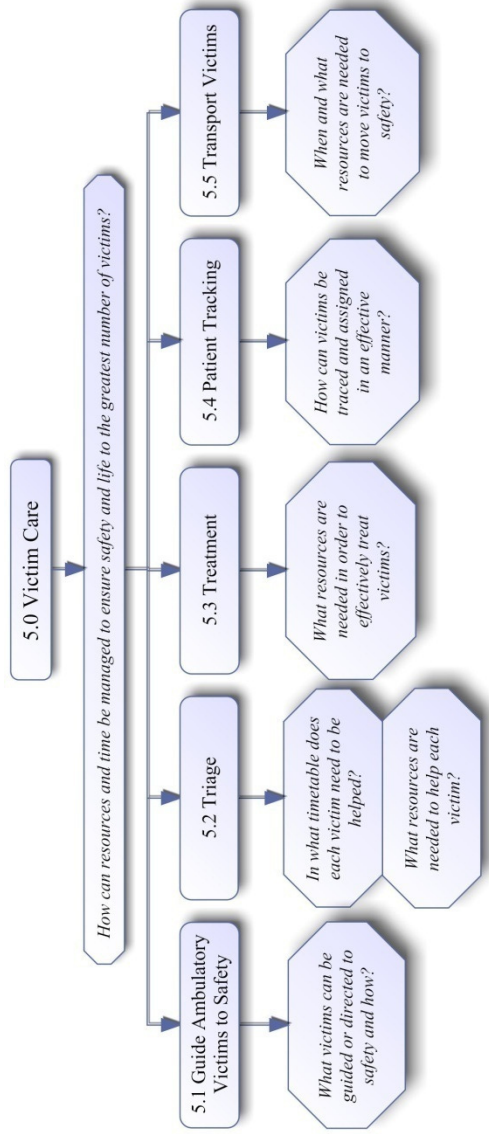 5.0 Victim Care
How can resources and time be managed to ensure safety and life to the greatest number of victims?
5.1 Guide Ambulatory
Victims to Safety
5.2 Triage
5.3 Treatment
5.4 Patient Tracking
5.5 Transport Victims
What victims can be
guided or directed to
safety and how?
In what timetable does
each victim need to be
helped?
What resources are
needed to help each
victim?
What resources are
needed in order to
effectively treat
victims?
How can victims be
traced and assigned
in an effective
manner?
When and what
resources are needed
to move victims to
safety?